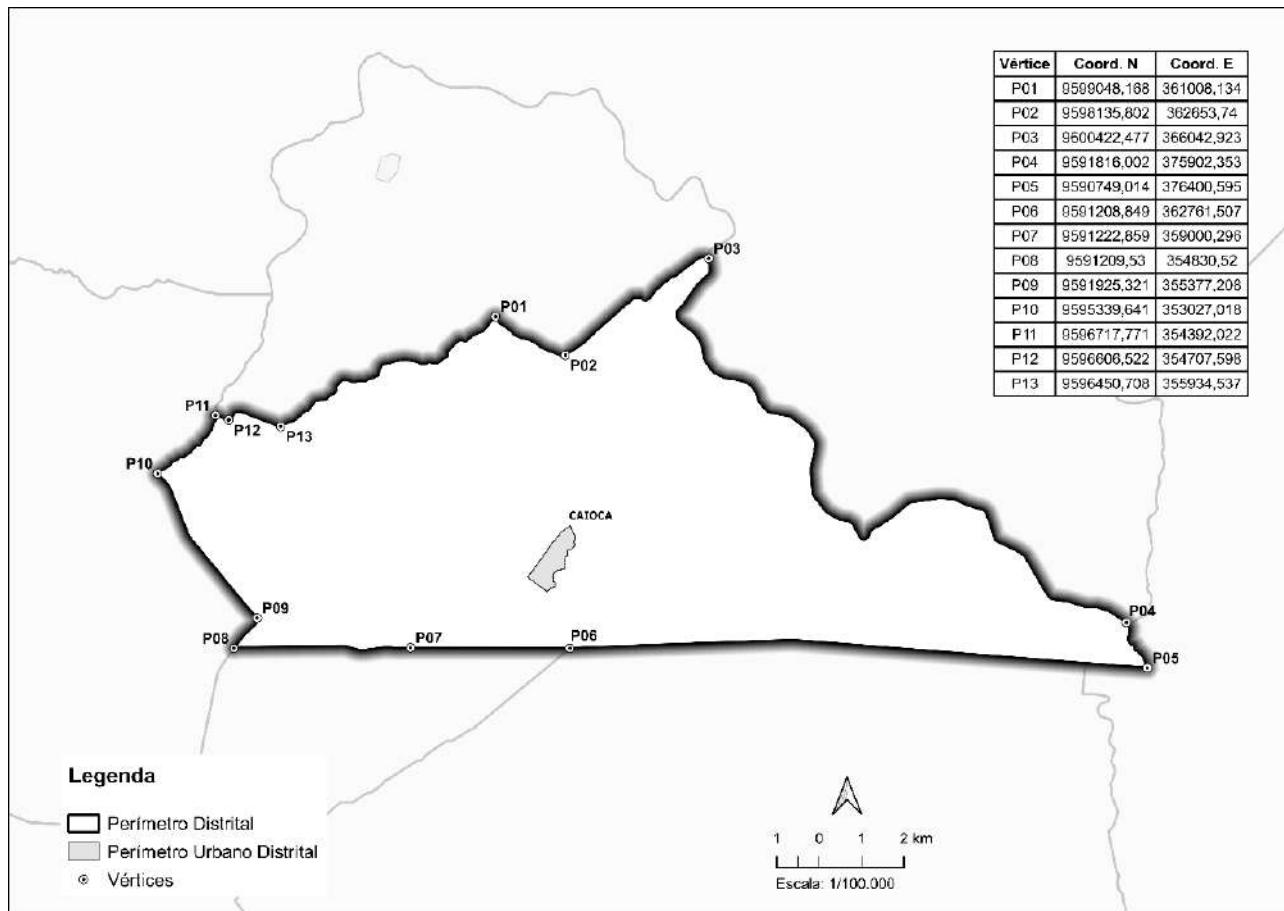 Vértice Coord. N Coord. E
P01 9599048,168 361008,134
P02 9598135,802 362653,74
P03 9600422,477 366042,923
P04 9591816,002 375902,353
P05 9590749,014 376400,595
P06 9591208,849 362761,507
P07 9591222,859 359000,296
P08 9591209,53 354830,52
P09 9591925,321 355377,208
P10 9595339,641 353027,018
P11 9596717,771 354392,022
P12 9596606,522 354707,598
P13 9596450,708 355934,537
P03
P01
P02
P11
P12
P13
P10
CAIOCA
P09
P04
P08
P07
P06
P05
Legenda
Perímetro Distrital
Perímetro Urbano Distrital
Vértices
1 0 1 2 km
Escala: 1/100.000